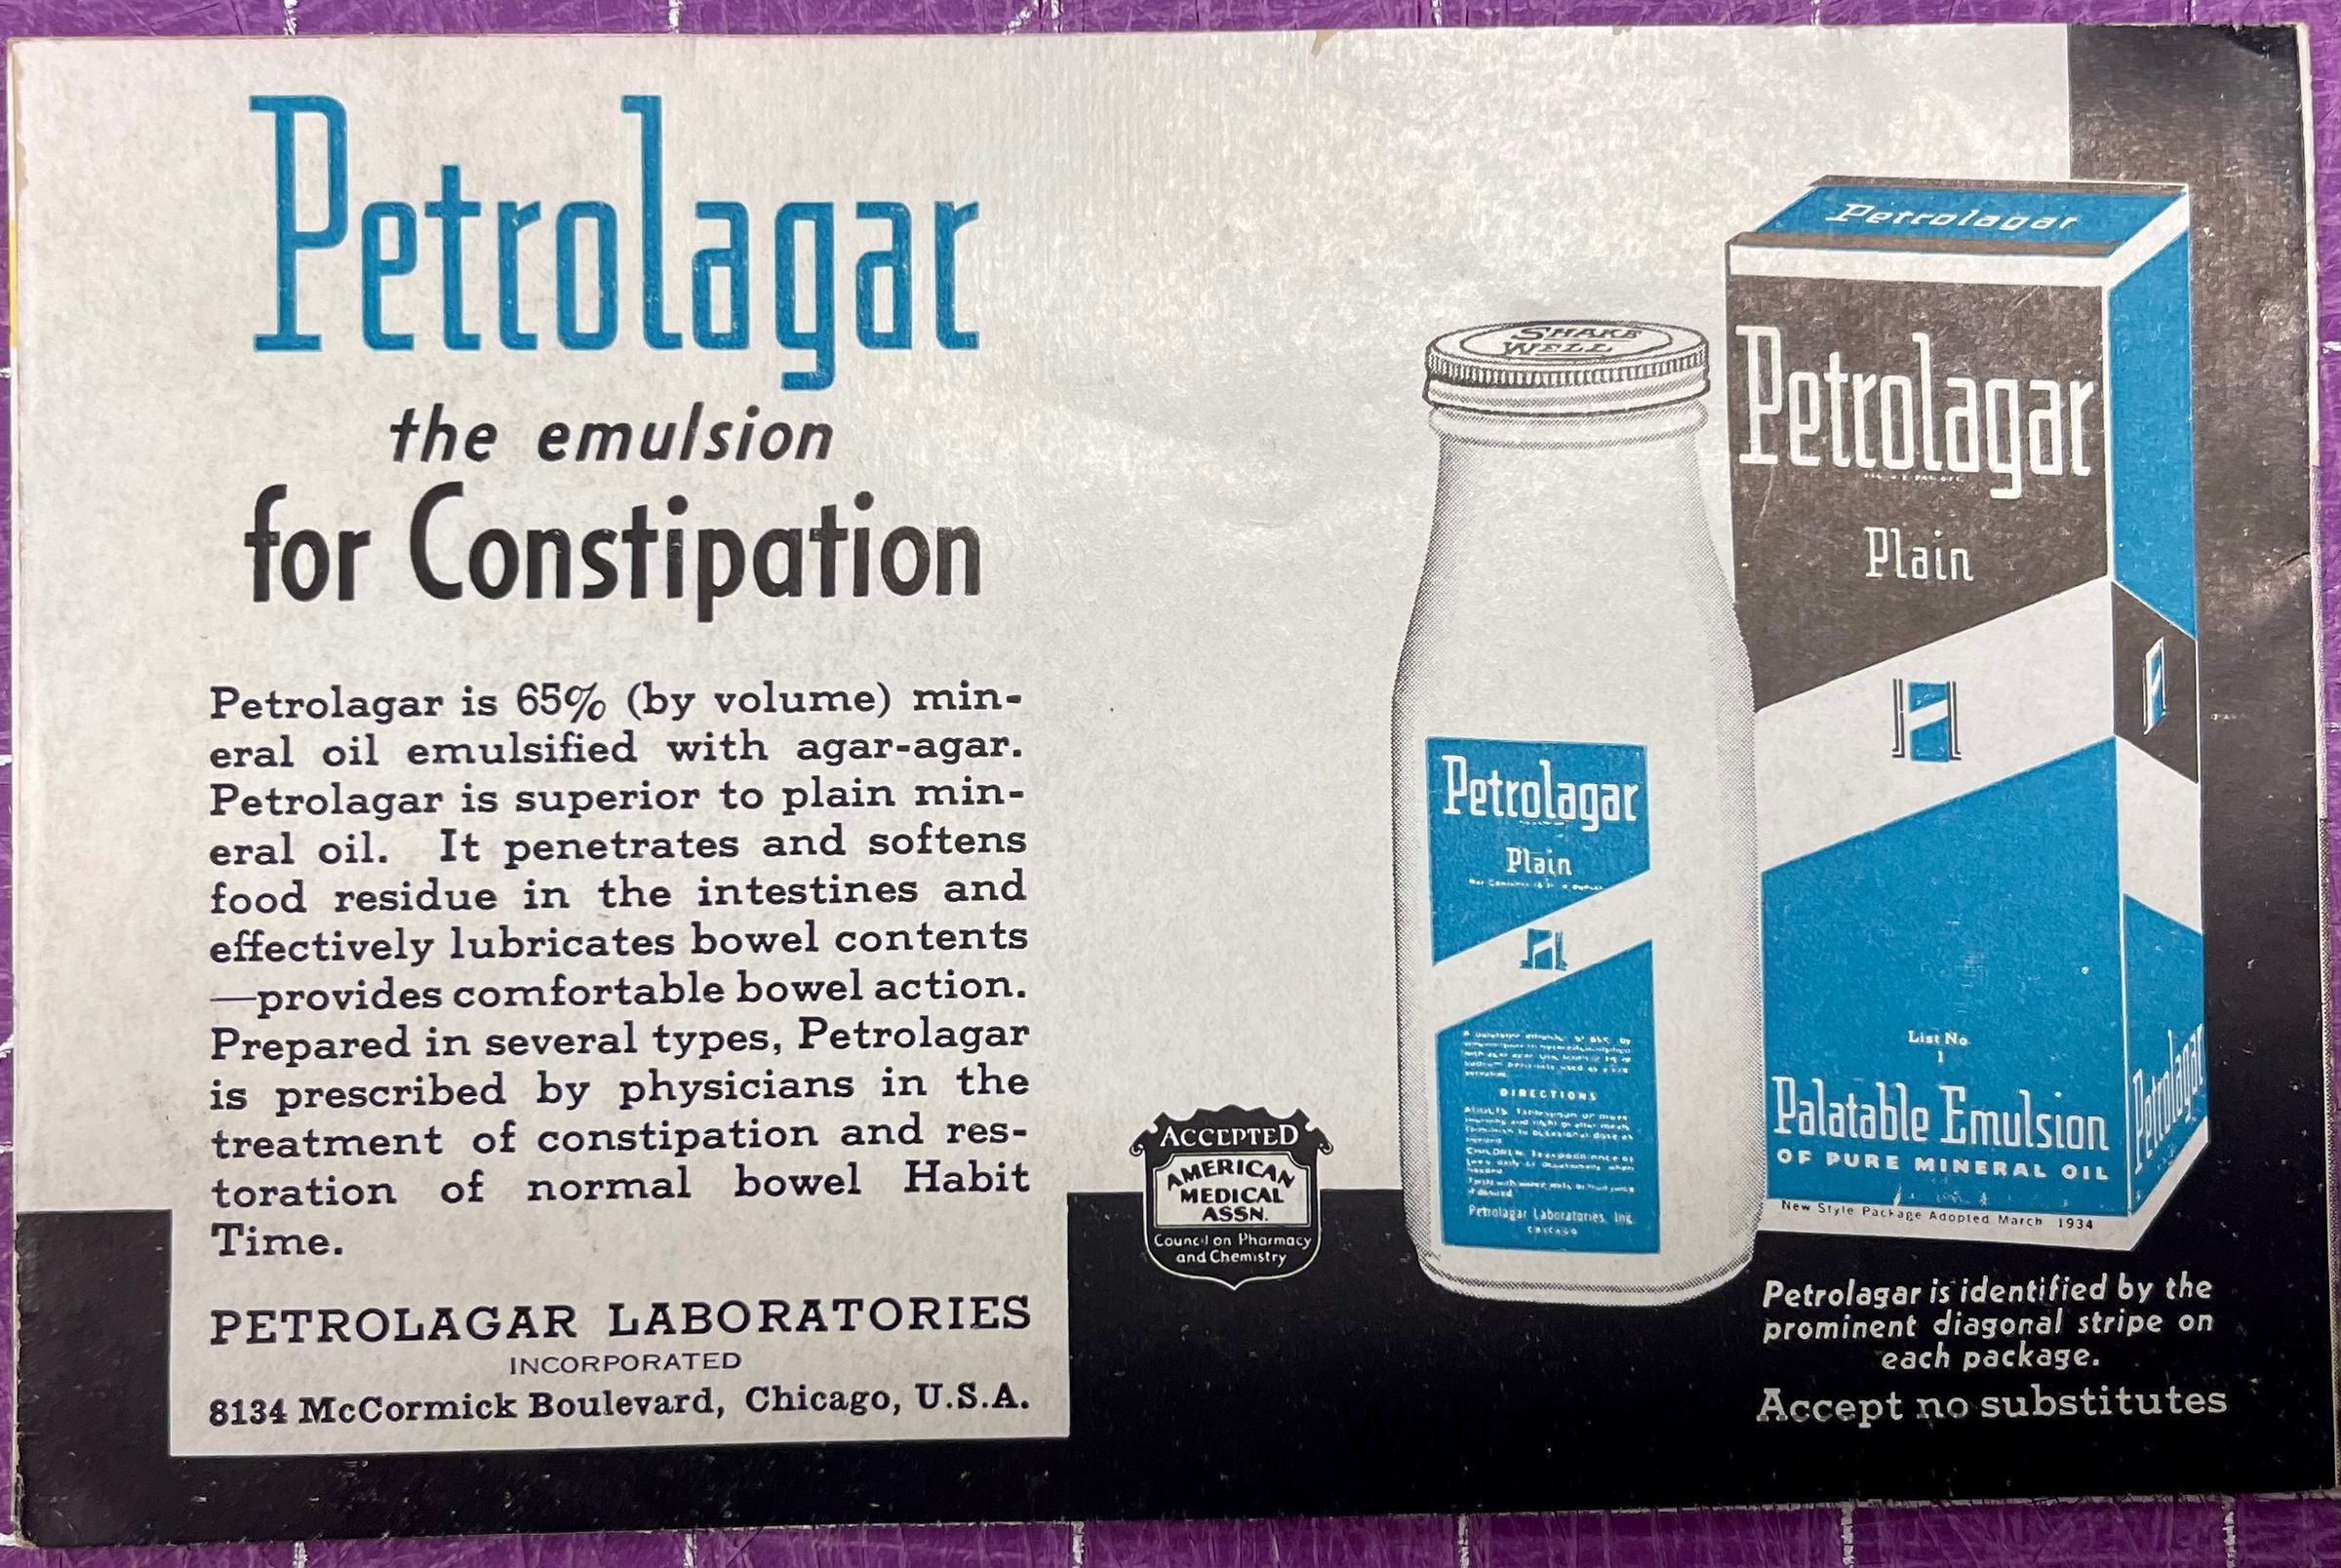 Petrolagar
the emulsion
for Constipation
Petrolagar is 65% (by volume) min-
eral oil emulsified with agar-agar.
Petrolagar is superior to plain min-
eral oil. It penetrates and softens
food residue in the intestines and
effectively lubricates bowel contents
—provides comfortable bowel action.
Prepared in several types, Petrolagar
is prescribed by physicians in the
treatment of constipation and res-
toration of normal bowel Habit
Time.
PETROLAGAR LABORATORIES
INCORPORATED
8134 McCormick Boulevard, Chicago, U.S.A.
ACCEPTED
AMERICAN
MEDICAL
ASSN.
Council on Pharmacy
and Chemistry
SHAKE
WELL
Petrolagar
Plain
DIRECTIONS
Petrolagar Laboratories, Inc.
CHICAGO
Petrolagar
Petrolagar
Plain
H
List No
1
Palatable Emulsion
OF PURE MINERAL OIL
New Style Package Adopted March 1934
Petrolagar
Petrolagar is identified by the
prominent diagonal stripe on
each package.
Accept no substitutes